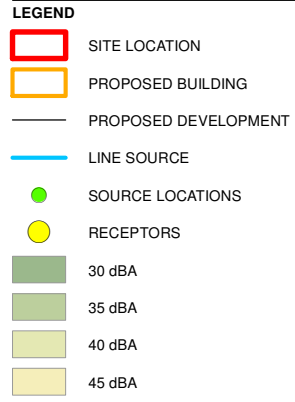 LEGEND
SITE LOCATION
PROPOSED BUILDING
PROPOSED DEVELOPMENT
LINE SOURCE
SOURCE LOCATIONS
RECEPTORS
30 dBA
35 dBA
40 dBA
45 dBA